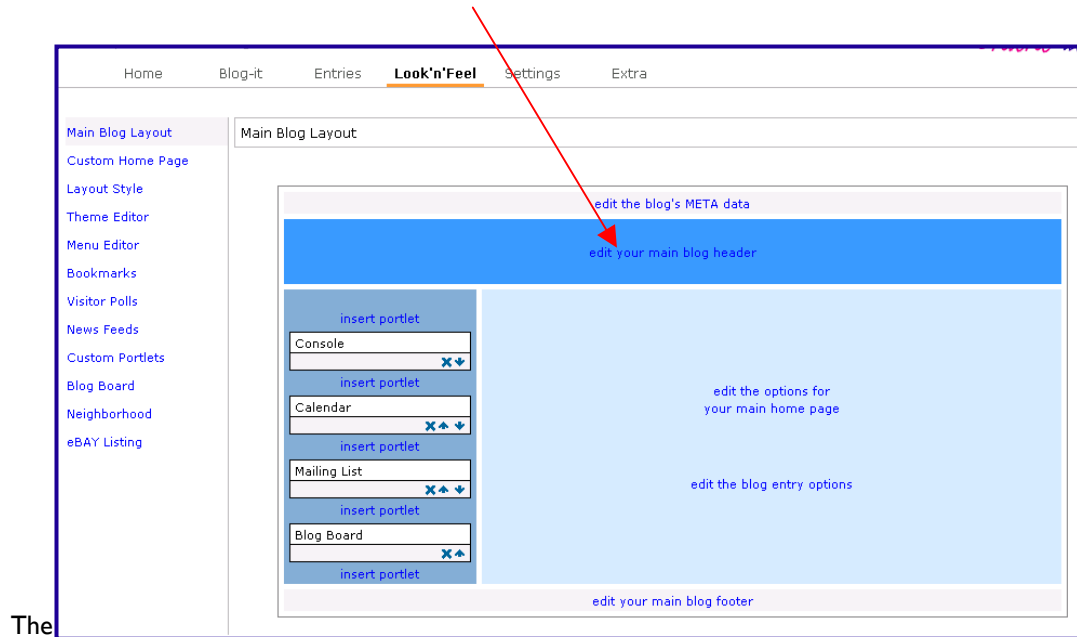 Home Blog-it Entries Look'n'Feel Settings Extra
Main Blog Layout
Custom Home Page
Layout Style
Theme Editor
Menu Editor
Bookmarks
Visitor Polls
News Feeds
Custom Portlets
Blog Board
Neighborhood
eBAY Listing
Main Blog Layout
edit the blog's META data
edit your main blog header
insert portlet
Console
insert portlet
Calendar
insert portlet
Mailing List
insert portlet
Blog Board
insert portlet
edit the options for
your main home page
edit the blog entry options
edit your main blog footer
The